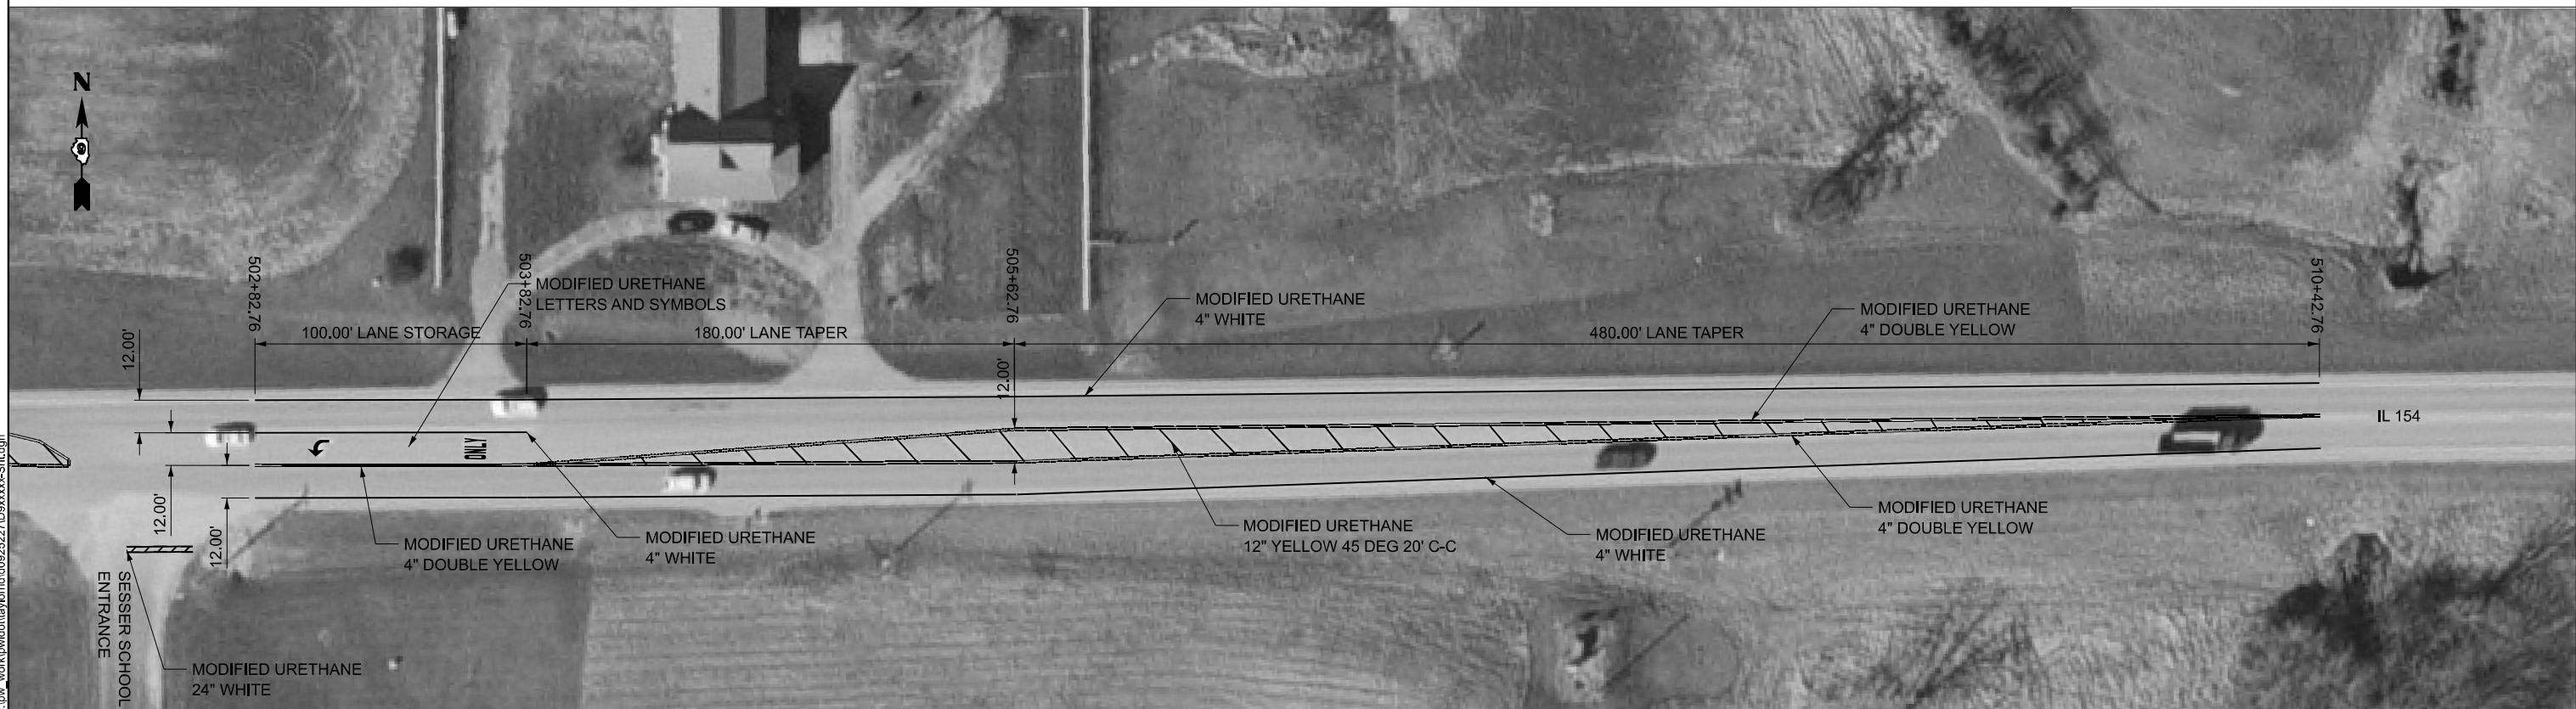 N
502+82.76
503+82.76
505+62.76
510+42.76
MODIFIED URETHANE
LETTERS AND SYMBOLS
MODIFIED URETHANE
4" WHITE
MODIFIED URETHANE
4" DOUBLE YELLOW
100.00' LANE STORAGE
180.00' LANE TAPER
480.00' LANE TAPER
12.00'
12.00'
IL 154
ONLY
12.00'
12.00'
MODIFIED URETHANE
4" DOUBLE YELLOW
MODIFIED URETHANE
4" WHITE
MODIFIED URETHANE
12" YELLOW 45 DEG 20' C-C
MODIFIED URETHANE
4" WHITE
MODIFIED URETHANE
4" DOUBLE YELLOW
SESSER SCHOOL
ENTRANCE
MODIFIED URETHANE
24" WHITE